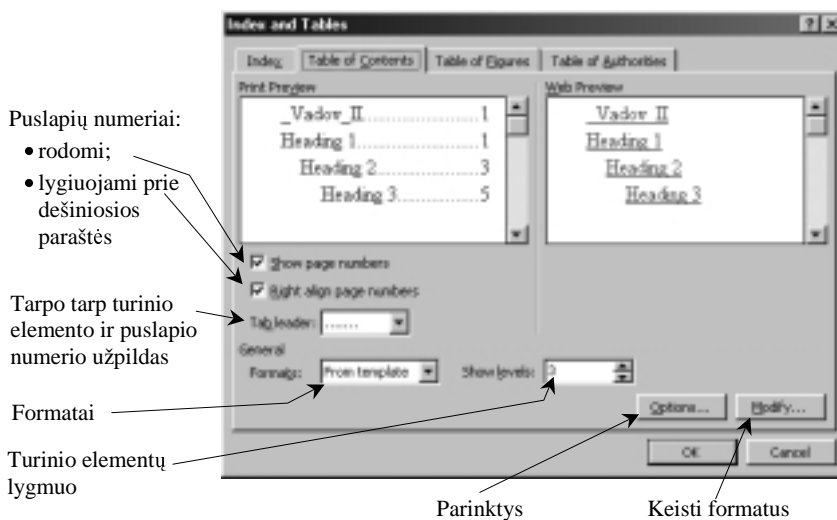 Index and Tables
Index
Table of Contents
Table of Figures
Table of Authorities
Print Preview
Web Preview
_Vadov_II..................1
Heading 1..................1
Heading 2..................3
Heading 3..................5
_Vadov_II
Heading 1
Heading 2
Heading 3
Puslapių numeriai:
• rodomi;
• lygiuojami prie
dešiniosios
paraštės
Show page numbers
Right align page numbers
Tarpo tarp turinio
elemento ir puslapio
numerio užpildas
Tab leader: .......
General
Formats: From template
Show levels: 3
Formatai
Options...
Modify...
Turinio elementų
lygmuo
OK
Cancel
Parinktys
Keisti formatus